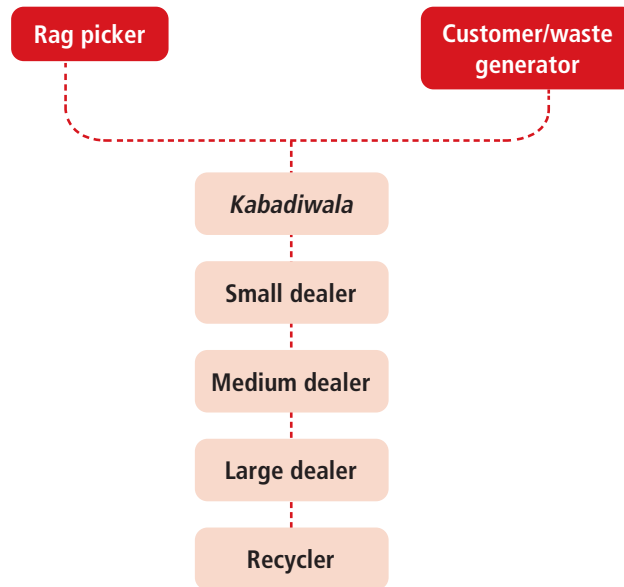 Rag picker
Customer/waste
generator
Kabadiwala
Small dealer
Medium dealer
Large dealer
Recycler